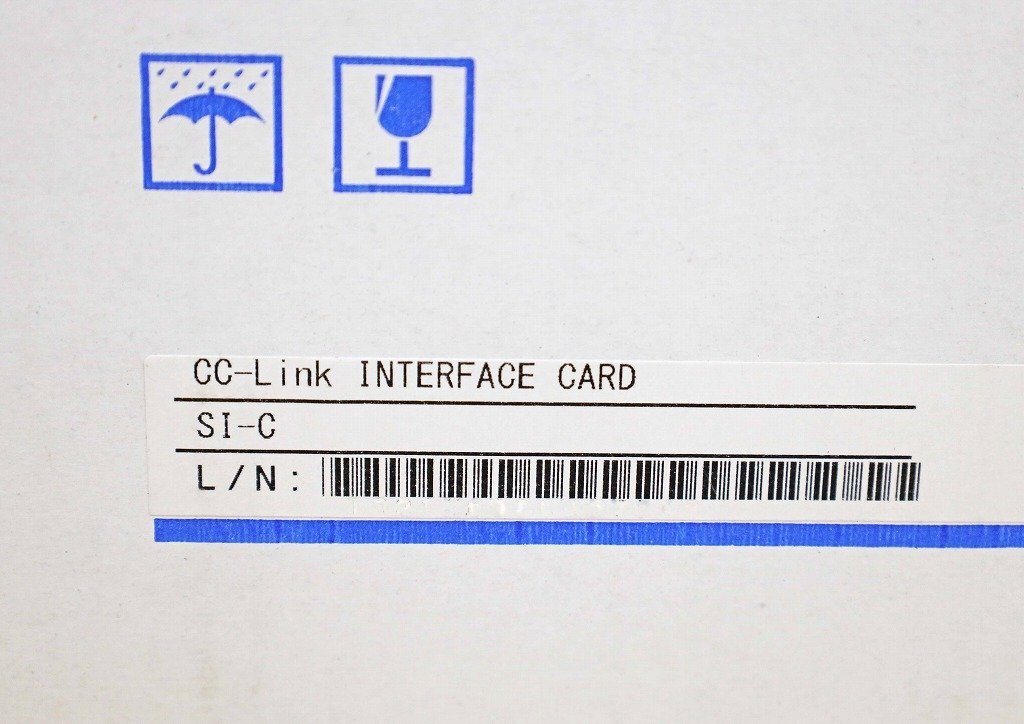 CC-Link INTERFACE CARD
SI-C
L/N: